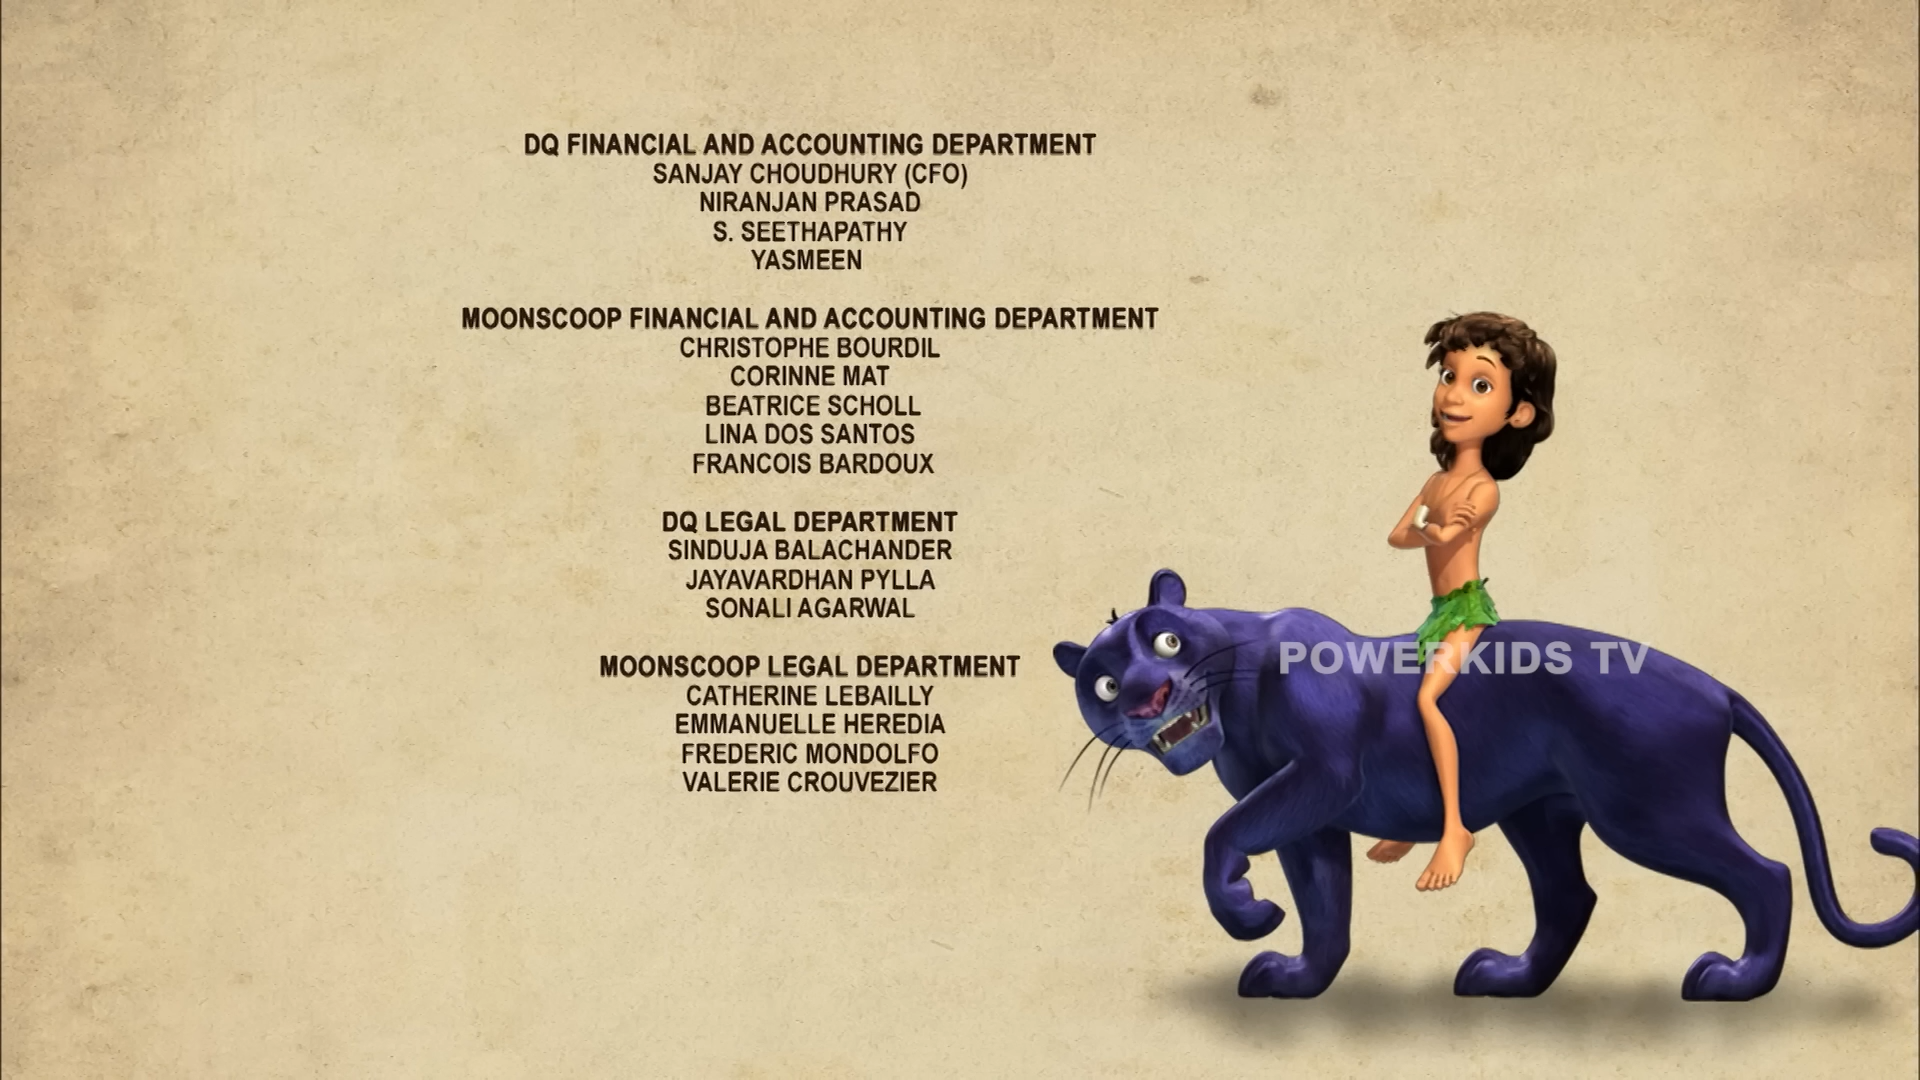 DQ FINANCIAL AND ACCOUNTING DEPARTMENT
SANJAY CHOUDHURY (CFO)
NIRANJAN PRASAD
S. SEETHAPATHY
YASMEEN
MOONSCOOP FINANCIAL AND ACCOUNTING DEPARTMENT
CHRISTOPHE BOURDIL
CORINNE MAT
BEATRICE SCHOLL
LINA DOS SANTOS
FRANCOIS BARDOUX
DQ LEGAL DEPARTMENT
SINDUJA BALACHANDER
JAYAVARDHAN PYLLA
SONALI AGARWAL
MOONSCOOP LEGAL DEPARTMENT
CATHERINE LEBAILLY
EMMANUELLE HEREDIA
FREDERIC MONDOLFO
VALERIE CROUVEZIER
POWERKIDS TV